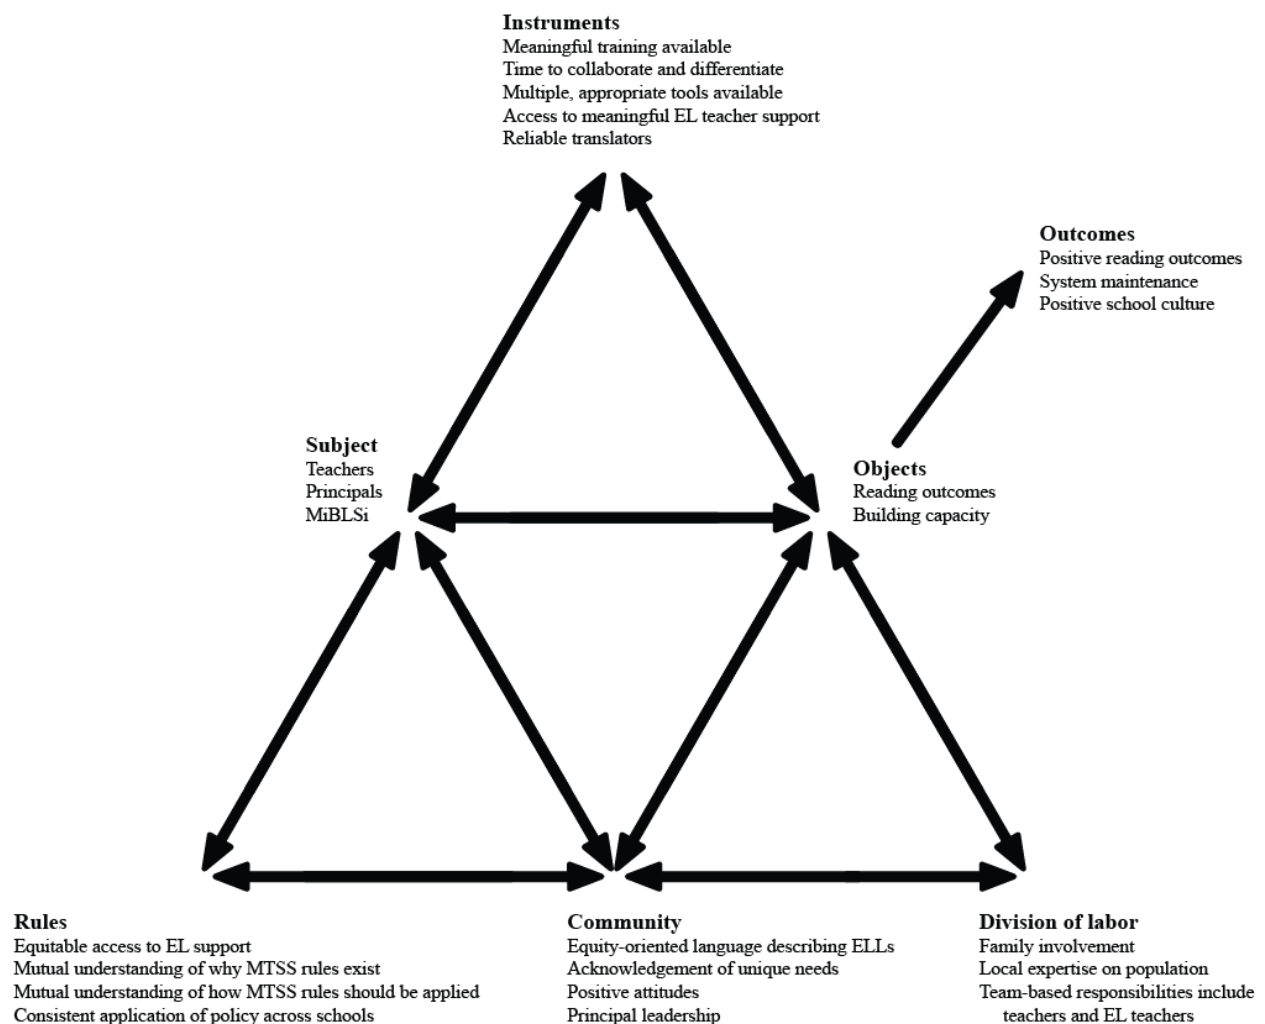 Instruments
Meaningful training available
Time to collaborate and differentiate
Multiple, appropriate tools available
Access to meaningful EL teacher support
Reliable translators
Outcomes
Positive reading outcomes
System maintenance
Positive school culture
Subject
Teachers
Principals
MiBLSi
Objects
Reading outcomes
Building capacity
Rules
Equitable access to EL support
Mutual understanding of why MTSS rules exist
Mutual understanding of how MTSS rules should be applied
Consistent application of policy across schools
Community
Equity-oriented language describing ELLs
Acknowledgement of unique needs
Positive attitudes
Principal leadership
Division of labor
Family involvement
Local expertise on population
Team-based responsibilities include
teachers and EL teachers